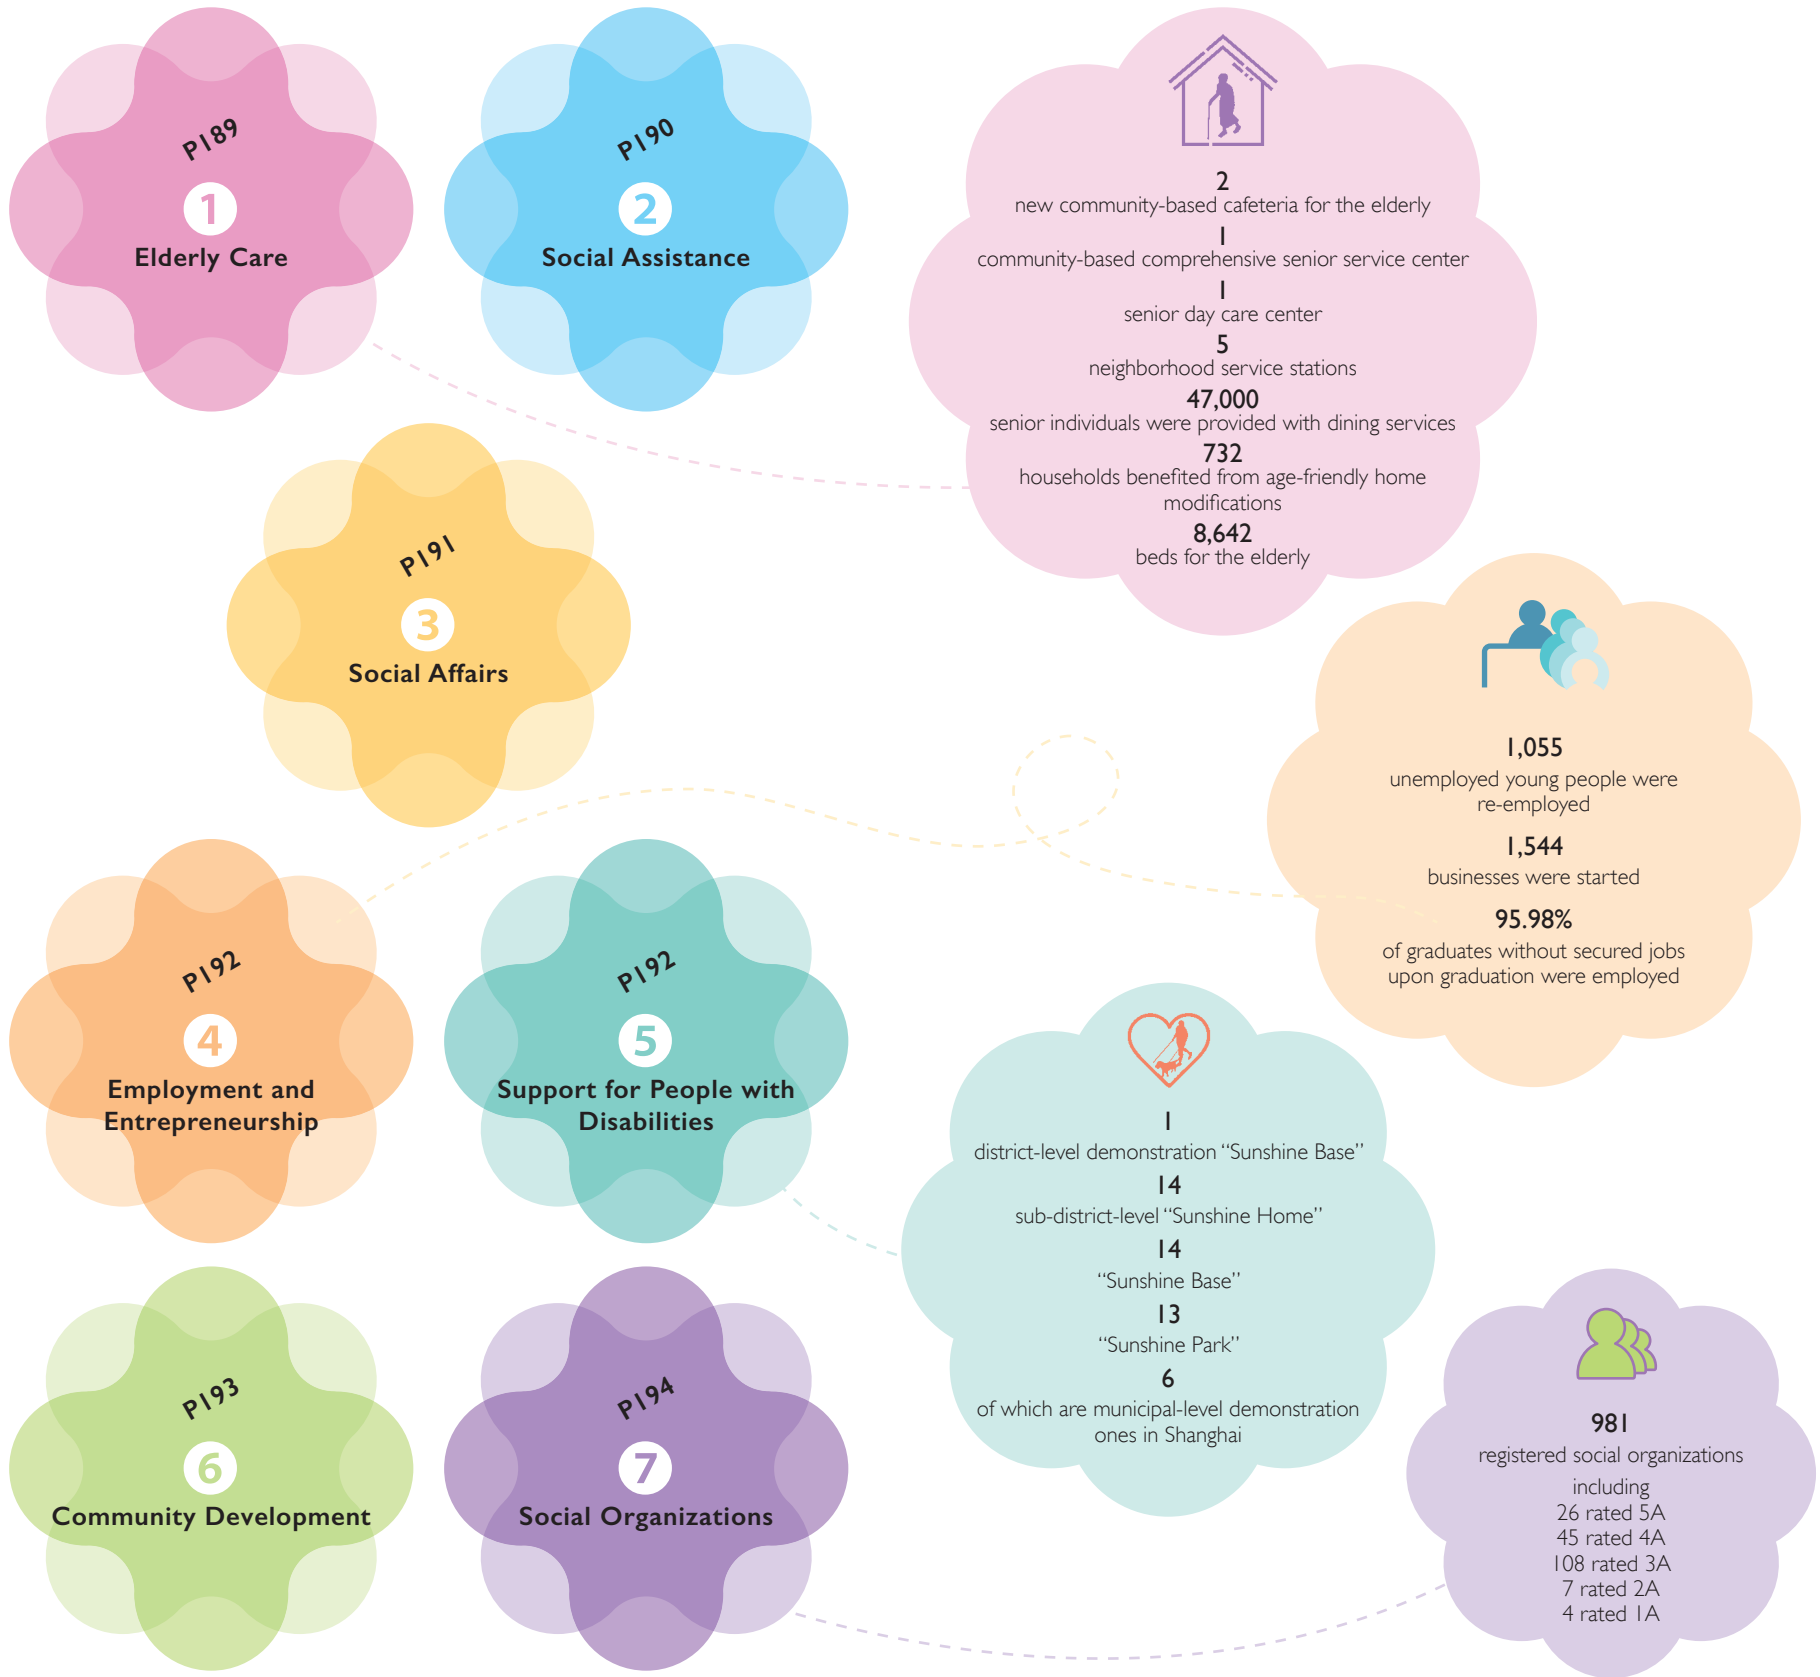 P189
1
Elderly Care
P190
2
Social Assistance
P191
3
Social Affairs
P192
4
Employment and
Entrepreneurship
P192
5
Support for People with
Disabilities
P193
6
Community Development
P194
7
Social Organizations
2
new community-based cafeteria for the elderly
1
community-based comprehensive senior service center
1
senior day care center
5
neighborhood service stations
47,000
senior individuals were provided with dining services
732
households benefited from age-friendly home
modifications
8,642
beds for the elderly
1,055
unemployed young people were
re-employed
1,544
businesses were started
95.98%
of graduates without secured jobs
upon graduation were employed
1
district-level demonstration “Sunshine Base”
14
sub-district-level “Sunshine Home”
14
“Sunshine Base”
13
“Sunshine Park”
6
of which are municipal-level demonstration
ones in Shanghai
981
registered social organizations
including
26 rated 5A
45 rated 4A
108 rated 3A
7 rated 2A
4 rated 1A